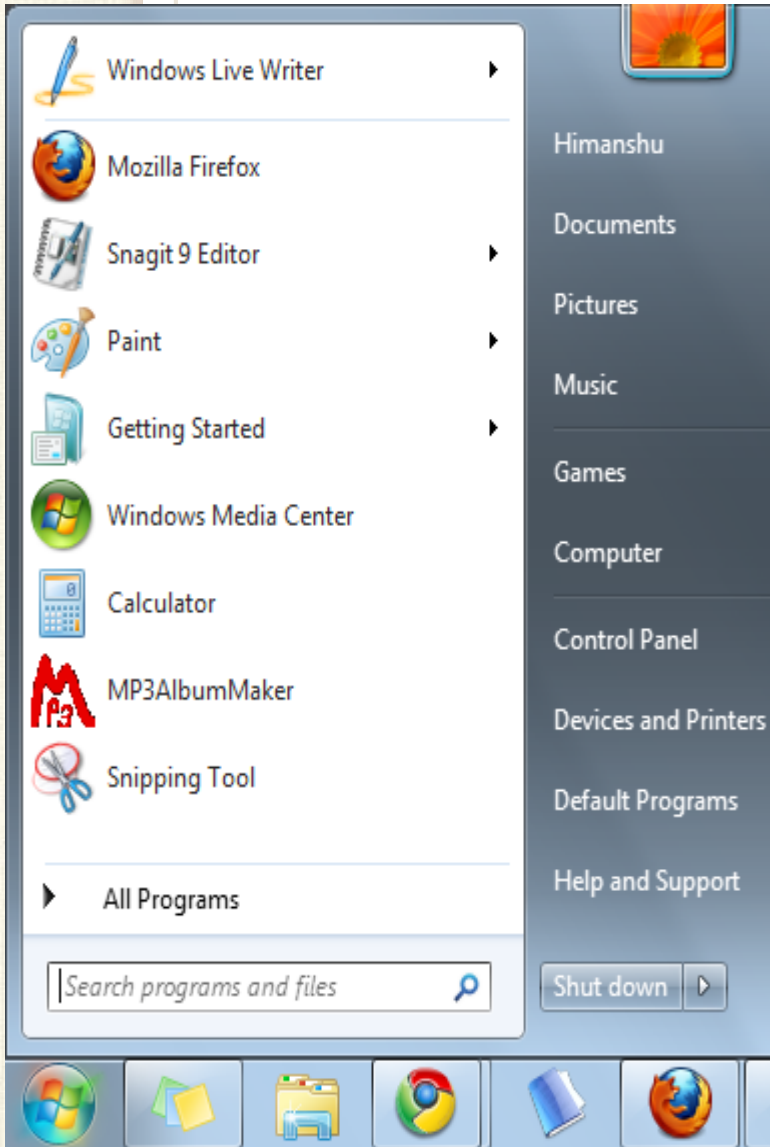 Windows Live Writer
Mozilla Firefox
Snagit 9 Editor
Paint
Getting Started
Windows Media Center
Calculator
MP3AlbumMaker
Snipping Tool
All Programs
Search programs and files
Himanshu
Documents
Pictures
Music
Games
Computer
Control Panel
Devices and Printers
Default Programs
Help and Support
Shut down